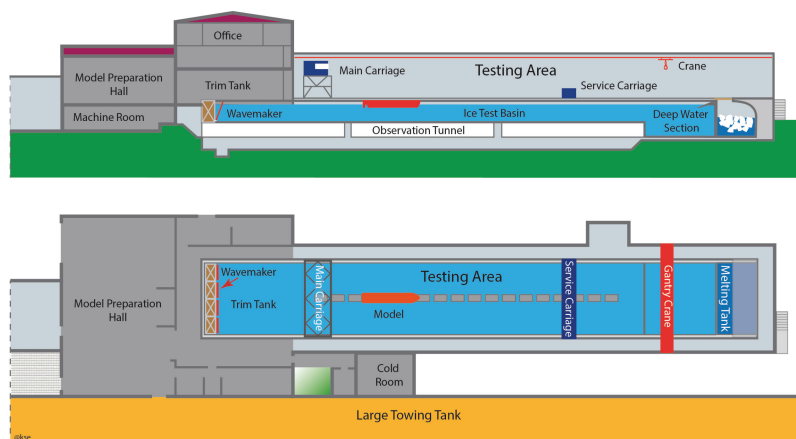 Office
Model Preparation
Hall
Trim Tank
Main Carriage
Testing Area
Crane
Service Carriage
Machine Room
Wavemaker
Ice Test Basin
Deep Water
Section
Observation Tunnel
Wavemaker
Testing Area
Model Preparation
Hall
Trim Tank
Main Carriage
Model
Service Carriage
Gantry Crane
Melting Tank
Cold
Room
Large Towing Tank
@kse